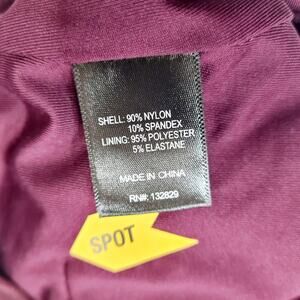 SHELL: 90% NYLON
10% SPANDEX
LINING: 95% POLYESTER
5% ELASTANE
MADE IN CHINA
RN#: 132829
SPOT